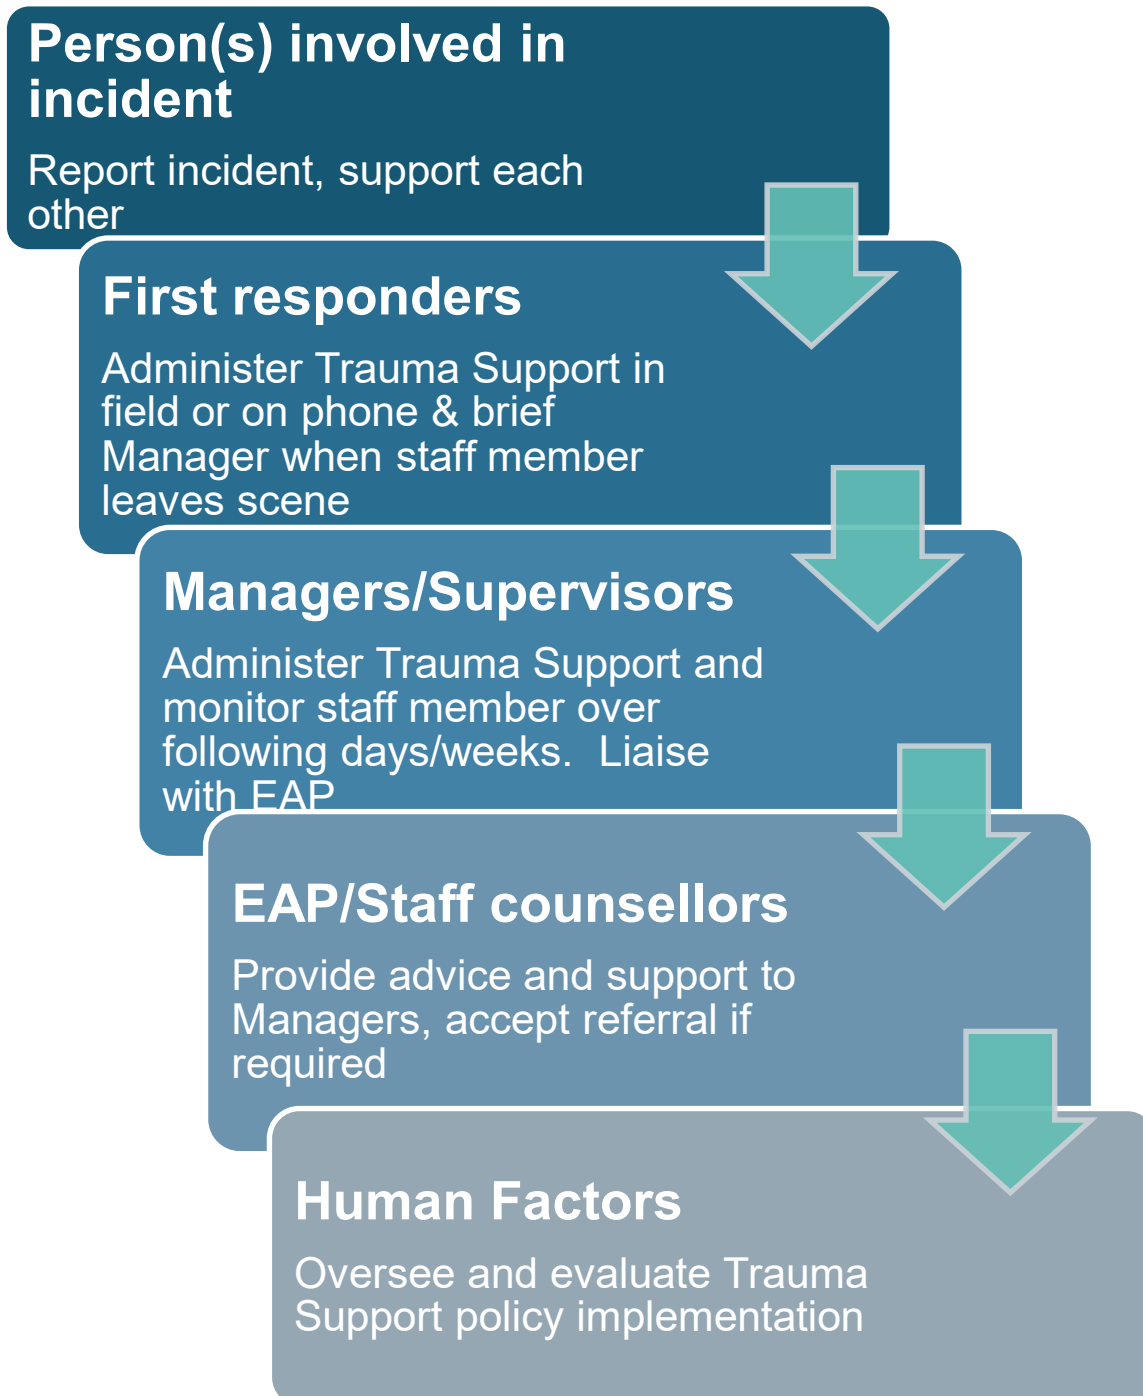 Person(s) involved in
incident
Report incident, support each
other
First responders
Administer Trauma Support in
field or on phone & brief
Manager when staff member
leaves scene
Managers/Supervisors
Administer Trauma Support and
monitor staff member over
following days/weeks.  Liaise
with EAP
EAP/Staff counsellors
Provide advice and support to
Managers, accept referral if
required
Human Factors
Oversee and evaluate Trauma
Support policy implementation